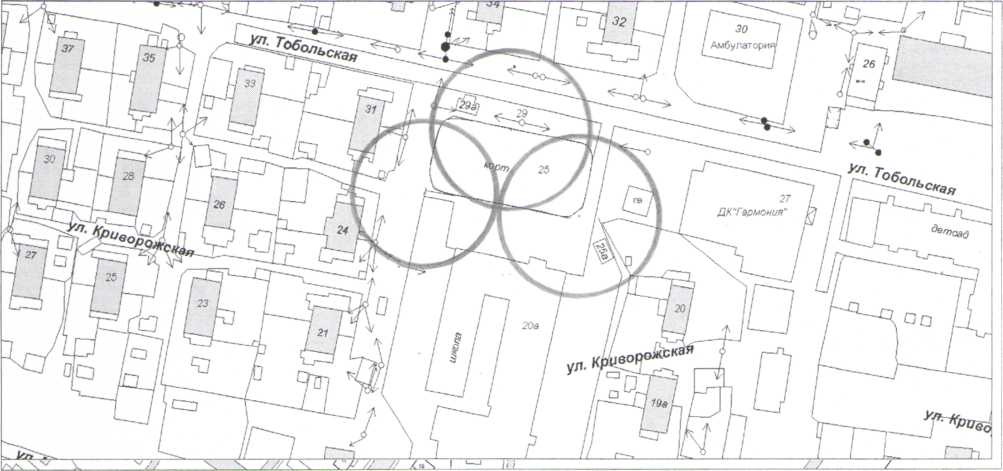 34
32
30
Амбулатория
26
37
35
33
ул. Тобольская
31
29а
29
30
28
26
24
корт
25
гв
27
ДК"Гармония"
ул. Тобольская
детсад
ул. Криворожская
25а
27
25
23
21
школа
20а
20
ул. Криворожская
19а
ул. Криво